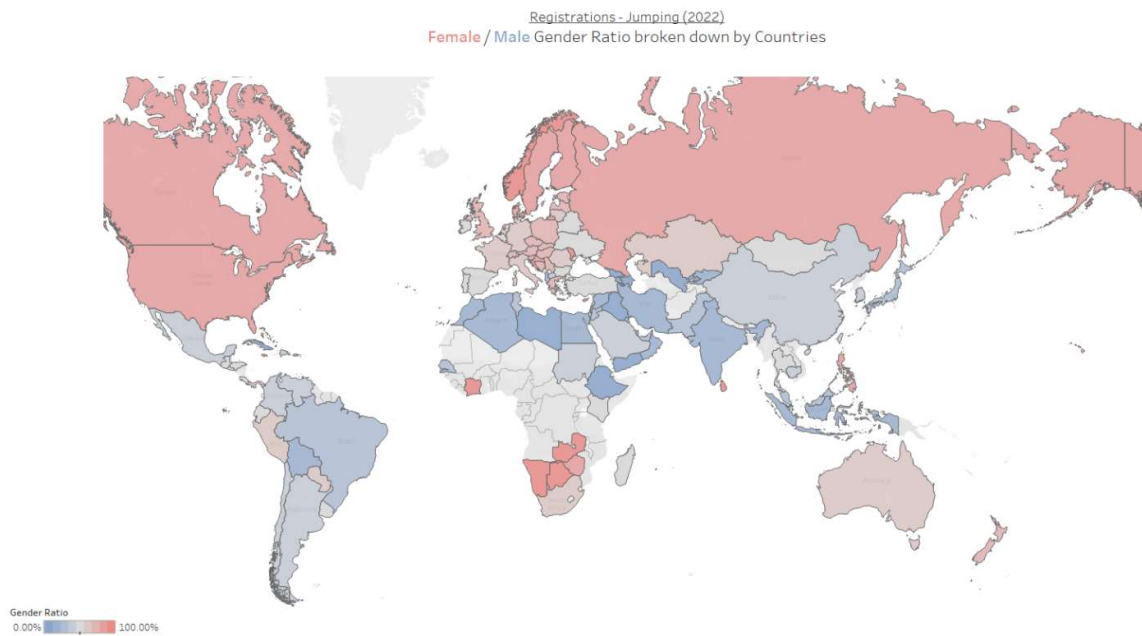 Registrations - Jumping (2022)
Female / Male Gender Ratio broken down by Countries
Gender Ratio
0.00%
100.00%